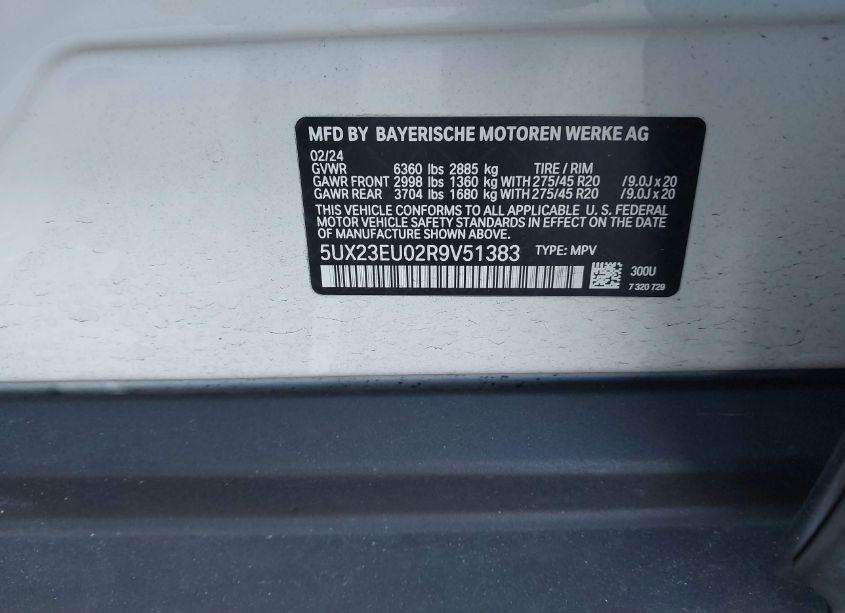 MFD BY BAYERISCHE MOTOREN WERKE AG
02/24
GVWR 6360 lbs 2885 kg TIRE / RIM
GAWR FRONT 2998 lbs 1360 kg WITH 275/45 R20 / 9.0J x 20
GAWR REAR 3704 lbs 1680 kg WITH 275/45 R20 / 9.0J x 20
THIS VEHICLE CONFORMS TO ALL APPLICABLE U. S. FEDERAL
MOTOR VEHICLE SAFETY STANDARDS IN EFFECT ON THE DATE
OF MANUFACTURE SHOWN ABOVE.
5UX23EU02R9V51383 TYPE: MPV
300U
7 320 729